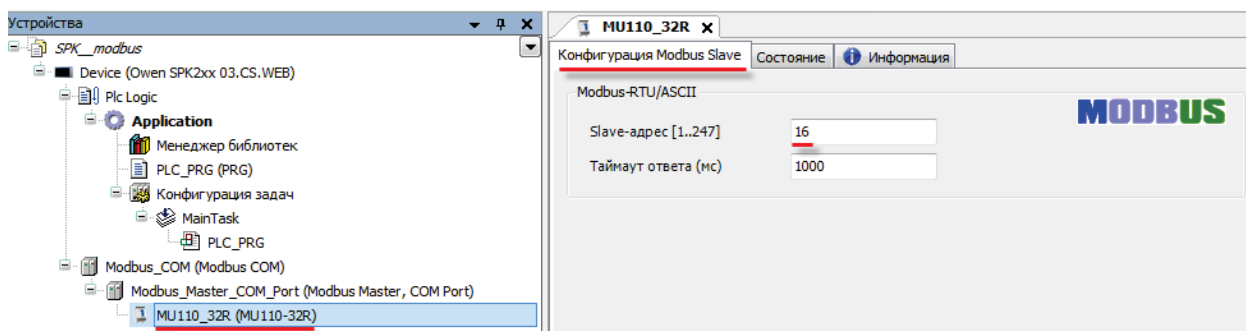 Устройства
SPK__modbus
Device (Owen SPK2xx 03.CS.WEB)
Plc Logic
Application
Менеджер библиотек
PLC_PRG (PRG)
Конфигурация задач
MainTask
PLC_PRG
Modbus_COM (Modbus COM)
Modbus_Master_COM_Port (Modbus Master, COM Port)
MU110_32R (MU110-32R)
MU110_32R
Конфигурация Modbus Slave Состояние Информация
Modbus-RTU/ASCII
MODBUS
Slave-адрес [1..247] 16
Таймаут ответа (мс) 1000